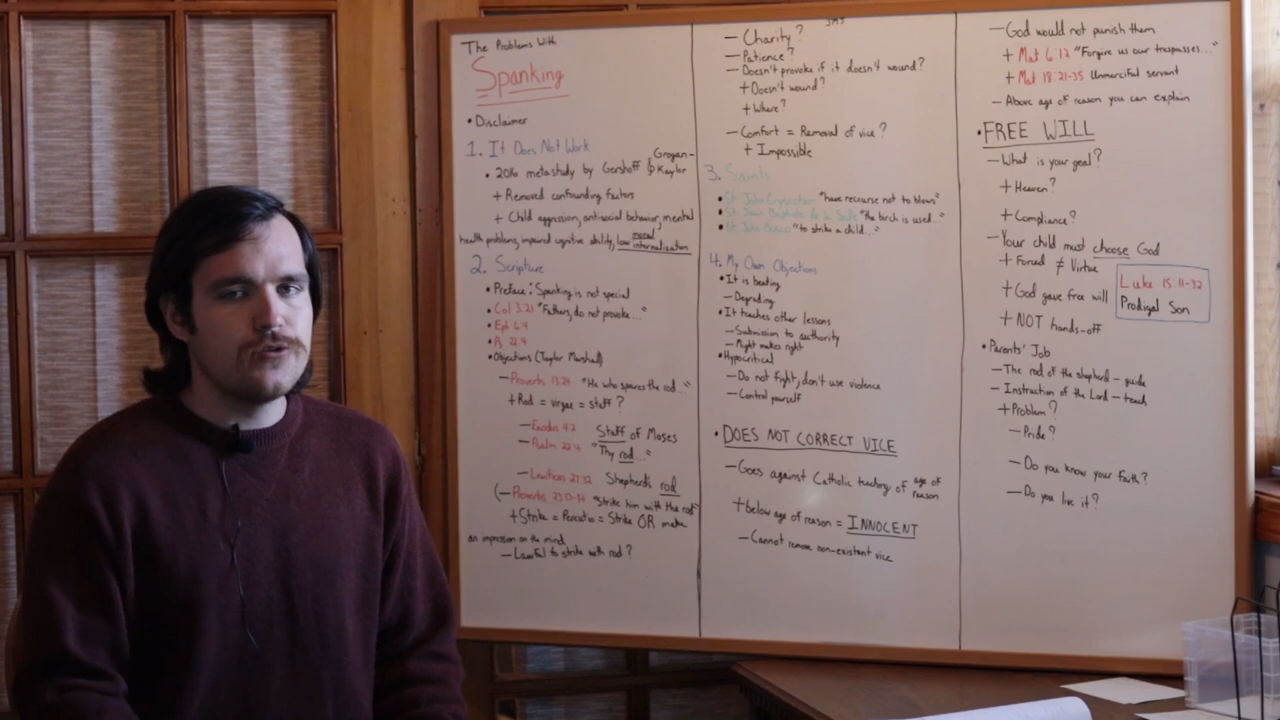 The Problems With
Spanking
• Disclaimer
1. It Does Not Work
• 2016 metastudy by Gershoff & Grogan-Kaylor
+ Removed confounding factors
+ Child aggression, antisocial behavior, mental
health problems, impaired cognitive ability, low moral internalization
2. Scripture
• Preface: Spanking is not special
• Col 3:21 "Fathers, do not provoke..."
• Eph 6:4
• Ps 22:4
• Objections (Taylor Marshall)
— Proverbs 13:24 "He who spares the rod..."
+ Rod = virgae = staff?
— Exodus 4:2 Staff of Moses
— Psalm 22:4 "Thy rod..."
— Leviticus 27:32 Shepherd's rod
(— Proverbs 23:13-14 "Strike him with the rod"
+ Strike = Percutio = Strike OR make
an impression on the mind
— Lawful to strike with rod?
— Charity?
— Patience?
— Doesn't provoke if it doesn't wound?
+ Doesn't wound?
+ Where?
— Comfort = Removal of vice?
+ Impossible
3. Saints
• St John Chrysostom "have recourse not to blows"
• St Jean Baptiste de la Salle "the birch is used..."
• St John Bosco "to strike a child..."
4. My Own Objections
• It is beating
— Degrading
• It teaches other lessons
— Submission to authority
— Might makes right
• Hypocritical
— Do not fight, don't use violence
— Control yourself
• DOES NOT CORRECT VICE
— Goes against Catholic teaching of age of reason
+ below age of reason = INNOCENT
— Cannot remove non-existent vice
— God would not punish them
+ Mat 6:12 "Forgive us our trespasses..."
+ Mat 18:21-35 Unmerciful servant
— Above age of reason you can explain
• FREE WILL
— What is your goal?
+ Heaven?
+ Compliance?
— Your child must choose God
+ Forced ≠ Virtue
+ God gave free will
+ NOT hands-off
Luke 15:11-32
Prodigal Son
• Parents' Job
— The rod of the shepherd – guide
— Instruction of the Lord – teach
+ Problem?
— Pride?
— Do you know your Faith?
— Do you live it?